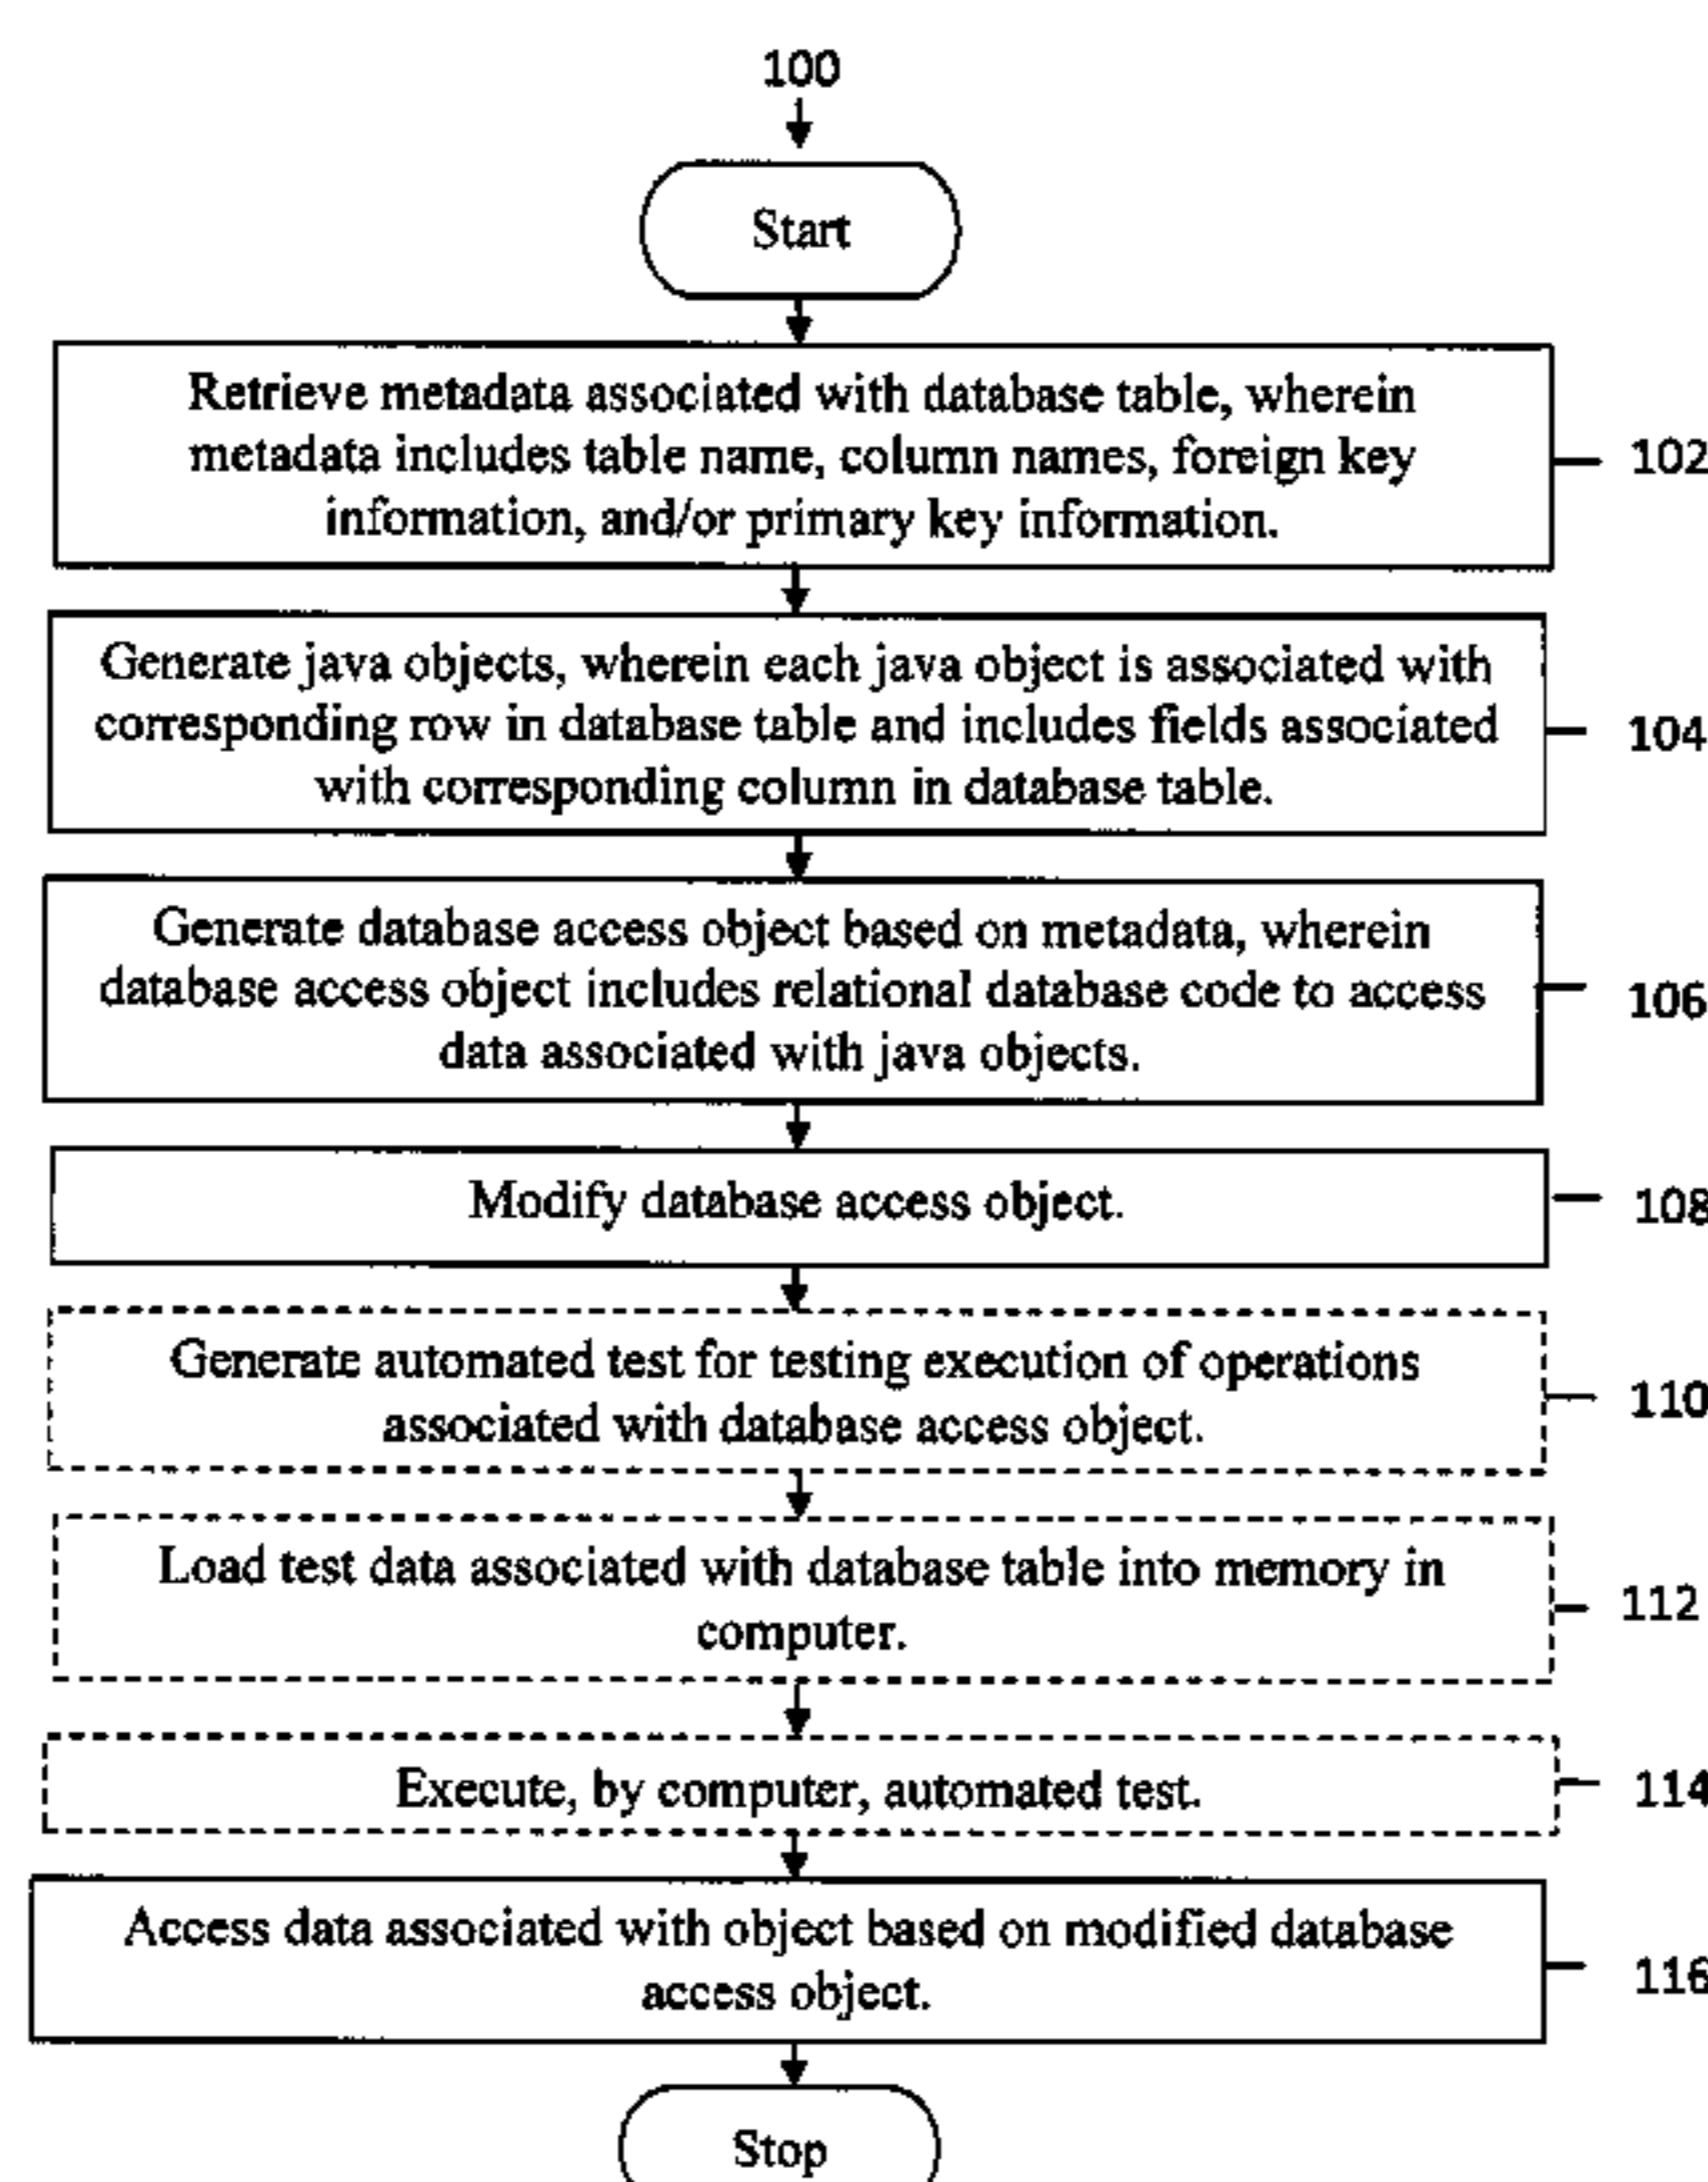 100
Start
Retrieve metadata associated with database table, wherein
metadata includes table name, column names, foreign key
information, and/or primary key information.
102
Generate java objects, wherein each java object is associated with
corresponding row in database table and includes fields associated
with corresponding column in database table.
104
Generate database access object based on metadata, wherein
database access object includes relational database code to access
data associated with java objects.
106
Modify database access object.
108
Generate automated test for testing execution of operations
associated with database access object.
110
Load test data associated with database table into memory in
computer.
112
Execute, by computer, automated test.
114
Access data associated with object based on modified database
access object.
116
Stop